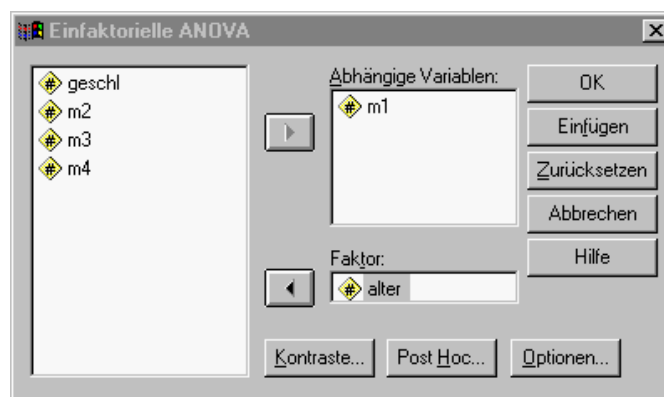 Einfaktorielle ANOVA
geschl
m2
m3
m4
Abhängige Variablen:
m1
Faktor:
alter
OK
Einfügen
Zurücksetzen
Abbrechen
Hilfe
Kontraste... Post Hoc... Optionen...